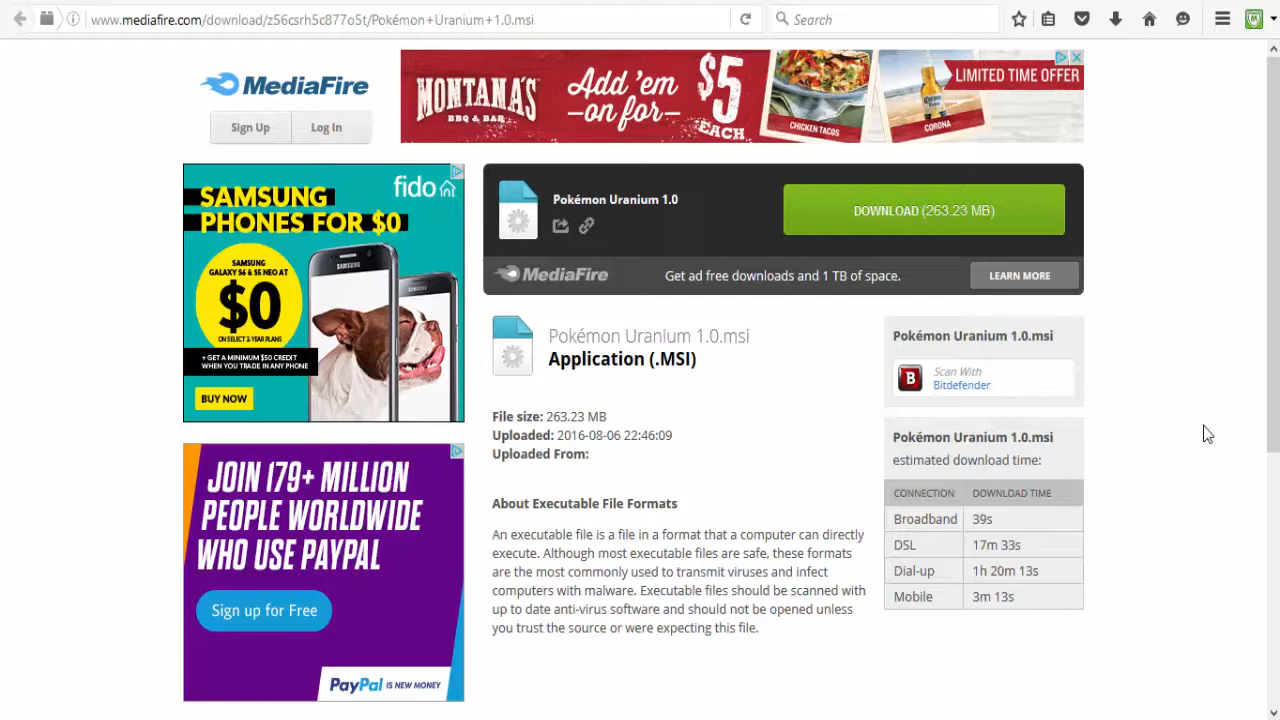 www.mediafire.com/download/z56csrh5c877o5t/Pokémon+Uranium+1.0.msi
Search
MediaFire
Sign Up
Log In
MONTANA'S
BBQ & BAR
Add 'em
on for
$5
EACH
CHICKEN TACOS
CORONA
LIMITED TIME OFFER
fido
SAMSUNG
PHONES FOR $0
SAMSUNG
GALAXY S6 & S5 NEO AT
$0
ON SELECT 2-YEAR PLANS
+ GET A MINIMUM $50 CREDIT
WHEN YOU TRADE IN ANY PHONE
BUY NOW
SAMSUNG
Pokémon Uranium 1.0
DOWNLOAD (263.23 MB)
MediaFire
Get ad free downloads and 1 TB of space.
LEARN MORE
Pokémon Uranium 1.0.msi
Application (.MSI)
File size: 263.23 MB
Uploaded: 2016-08-06 22:46:09
Uploaded From:
About Executable File Formats
An executable file is a file in a format that a computer can directly
execute. Although most executable files are safe, these formats
are the most commonly used to transmit viruses and infect
computers with malware. Executable files should be scanned with
up to date anti-virus software and should not be opened unless
you trust the source or were expecting this file.
Pokémon Uranium 1.0.msi
B
Scan With
Bitdefender
Pokémon Uranium 1.0.msi
estimated download time:
CONNECTION DOWNLOAD TIME
Broadband 39s
DSL 17m 33s
Dial-up 1h 20m 13s
Mobile 3m 13s
JOIN 179+ MILLION
PEOPLE WORLDWIDE
WHO USE PAYPAL
Sign up for Free
PayPal IS NEW MONEY